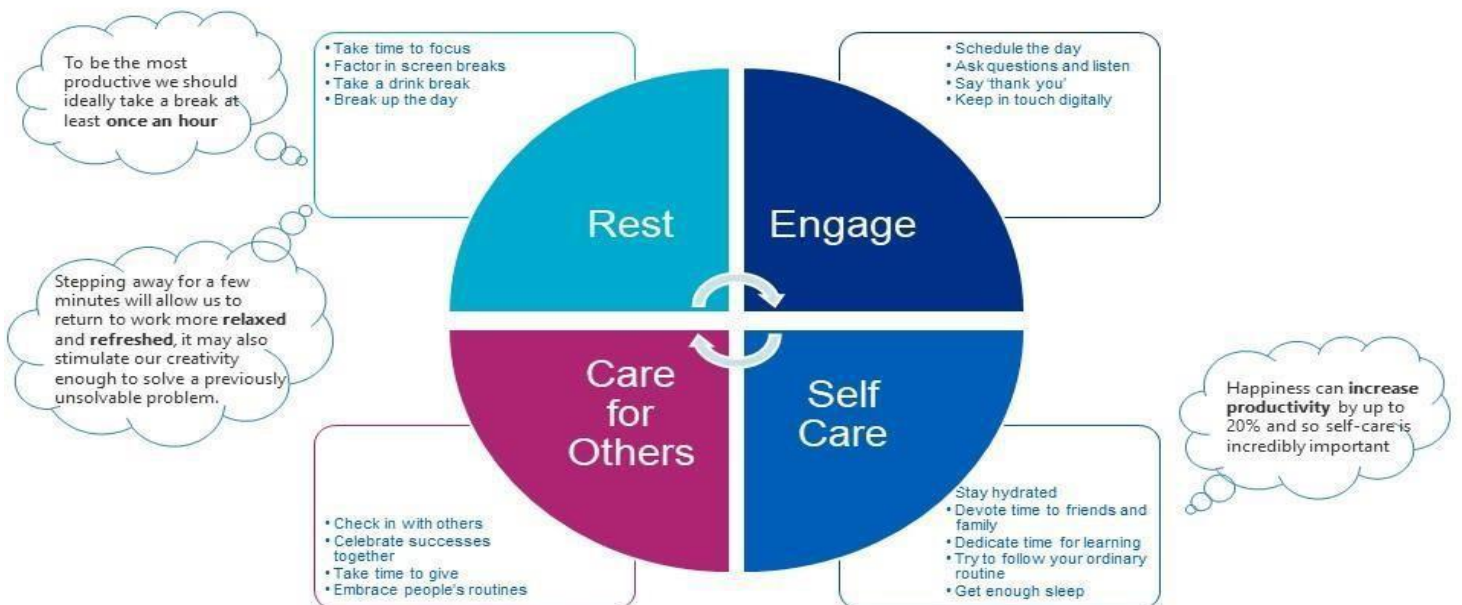 To be the most
productive we should
ideally take a break at
least once an hour
• Take time to focus
• Factor in screen breaks
• Take a drink break
• Break up the day
• Schedule the day
• Ask questions and listen
• Say ‘thank you’
• Keep in touch digitally
Rest
Engage
Stepping away for a few
minutes will allow us to
return to work more relaxed
and refreshed, it may also
stimulate our creativity
enough to solve a previously
unsolvable problem.
Care
for
Others
Self
Care
Happiness can increase
productivity by up to
20% and so self-care is
incredibly important
• Check in with others
• Celebrate successes
together
• Take time to give
• Embrace people's routines
Stay hydrated
• Devote time to friends and
family
• Dedicate time for learning
• Try to follow your ordinary
routine
• Get enough sleep